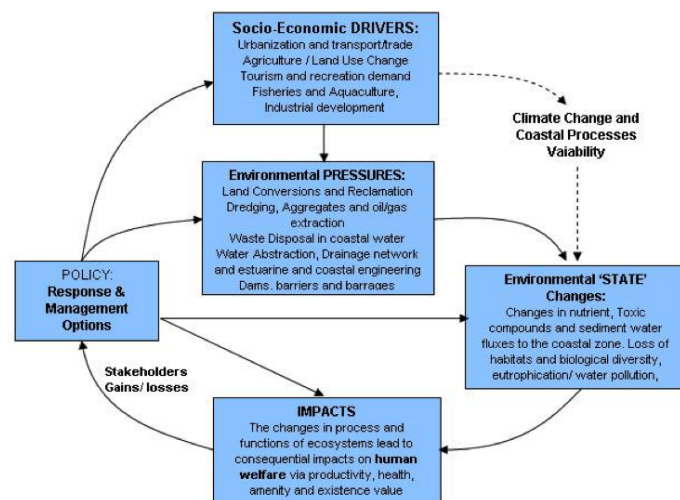 Socio-Economic DRIVERS:
Urbanization and transport/trade
Agriculture / Land Use Change
Tourism and recreation demand
Fisheries and Aquaculture,
Industrial development
Climate Change and
Coastal Processes
Vaiability
Environmental PRESSURES:
Land Conversions and Reclamation
Dredging, Aggregates and oil/gas
extraction
Waste Disposal in coastal water
Water Abstraction, Drainage network
and estuarine and coastal engineering
Dams, barriers and barrages
POLICY:
Response &
Management
Options
Environmental ‘STATE’
Changes:
Changes in nutrient, Toxic
compounds and sediment water
fluxes to the coastal zone. Loss of
habitats and biological diversity,
eutrophication/ water pollution,
Stakeholders
Gains/ losses
IMPACTS
The changes in process and
functions of ecosystems lead to
consequential impacts on human
welfare via productivity, health,
amenity and existence value